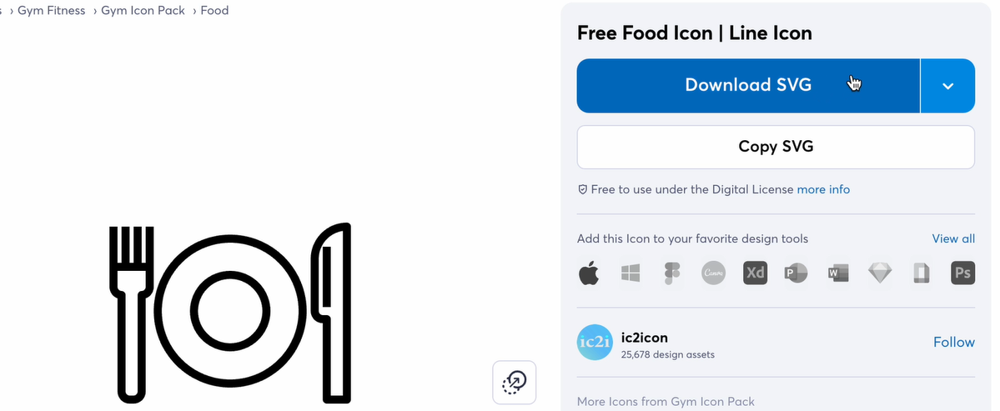 › Gym Fitness › Gym Icon Pack › Food
Free Food Icon | Line Icon
Download SVG
Copy SVG
Free to use under the Digital License more info
Add this Icon to your favorite design tools View all
Canva Xd P W Ps
ic2i
ic2icon
25,678 design assets
Follow
More Icons from Gym Icon Pack